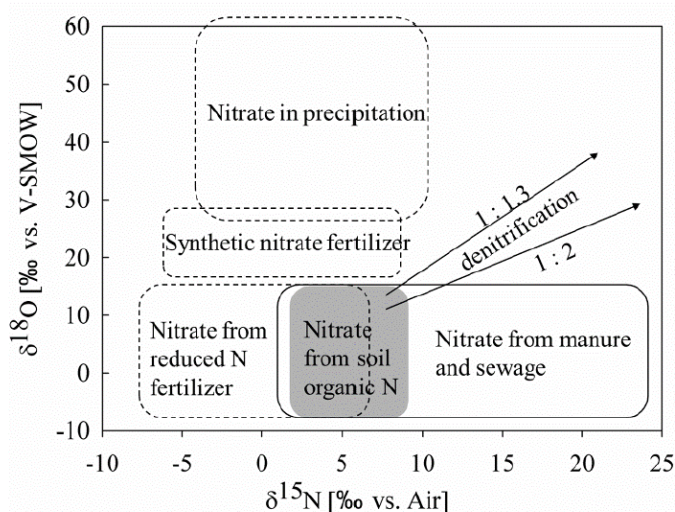 60
50
40
30
20
10
0
-10
δ18O [‰ vs. V-SMOW]
Nitrate in precipitation
Synthetic nitrate fertilizer
1 : 1.3
denitrification
1 : 2
Nitrate from
reduced N
fertilizer
Nitrate
from soil
organic N
Nitrate from manure
and sewage
-10 -5 0 5 10 15 20 25
δ15N [‰ vs. Air]